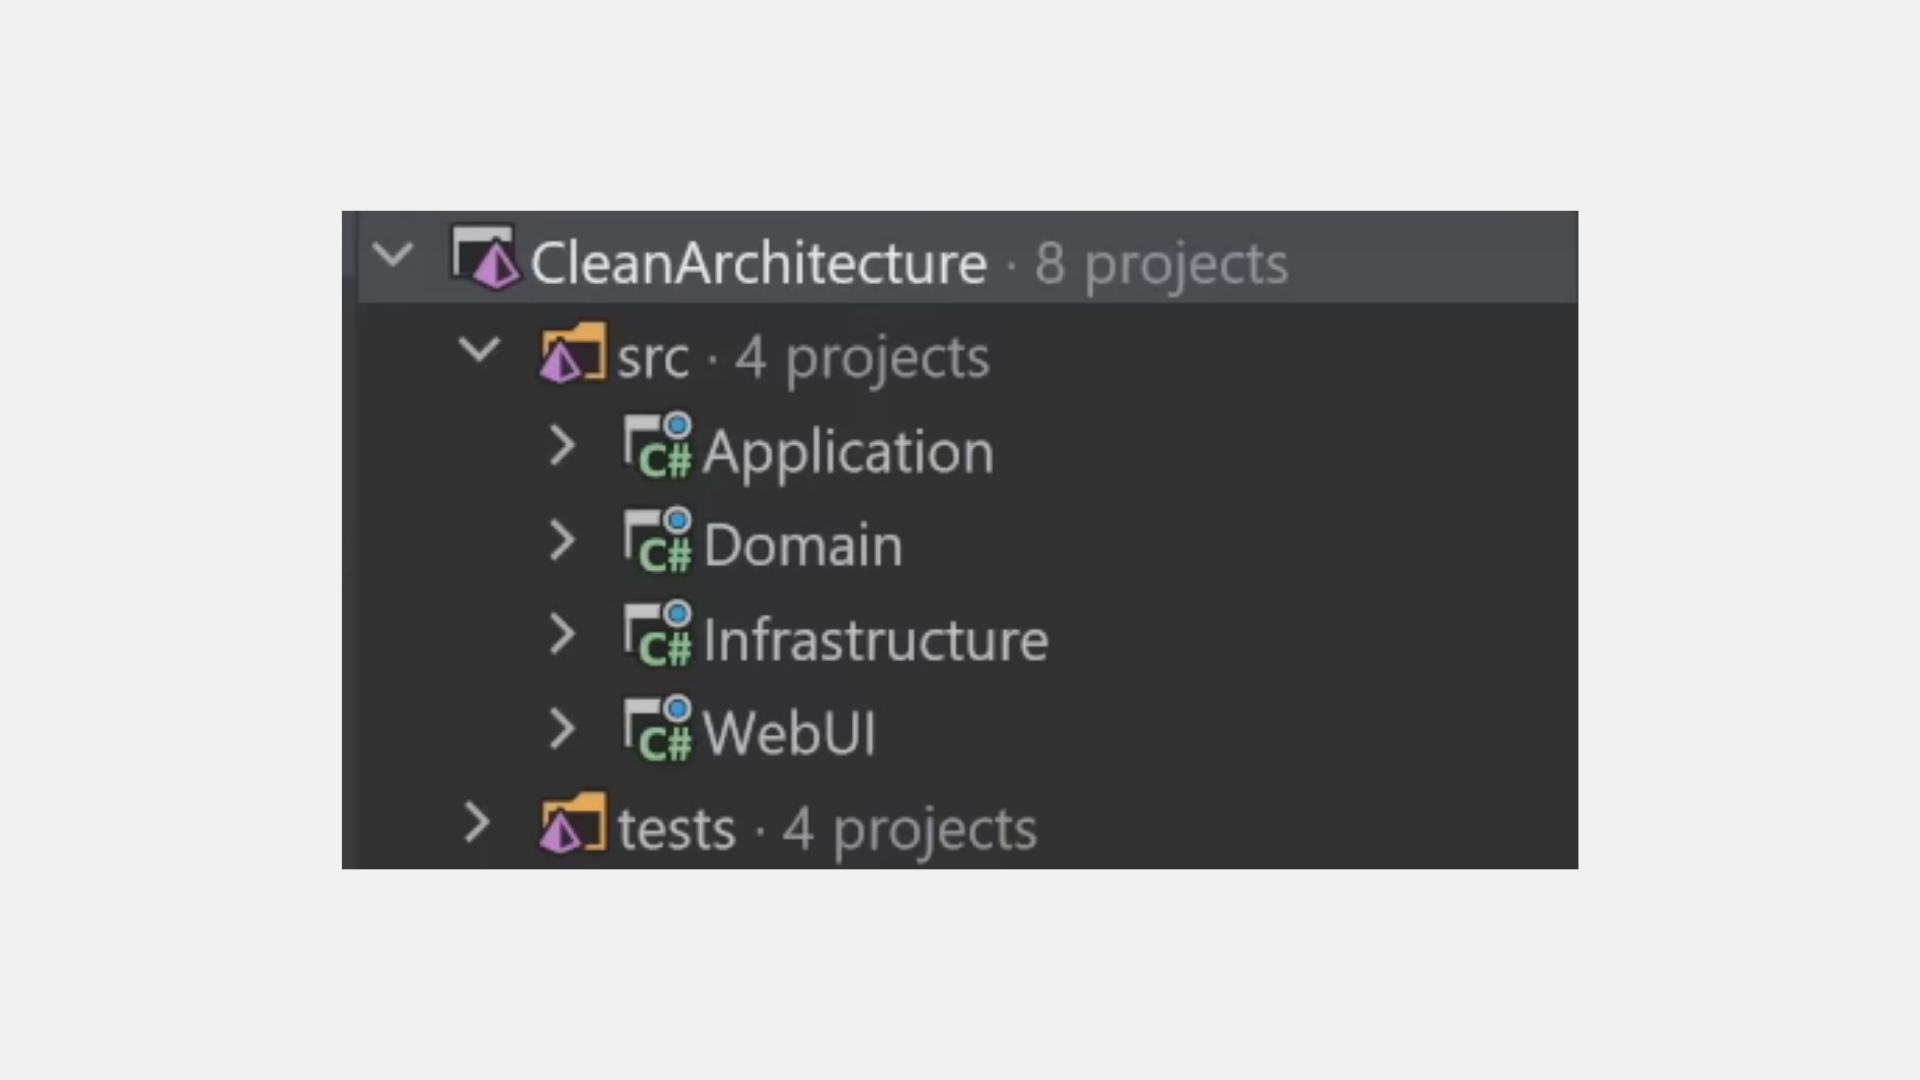 CleanArchitecture · 8 projects
src · 4 projects
C# Application
C# Domain
C# Infrastructure
C# WebUI
tests · 4 projects